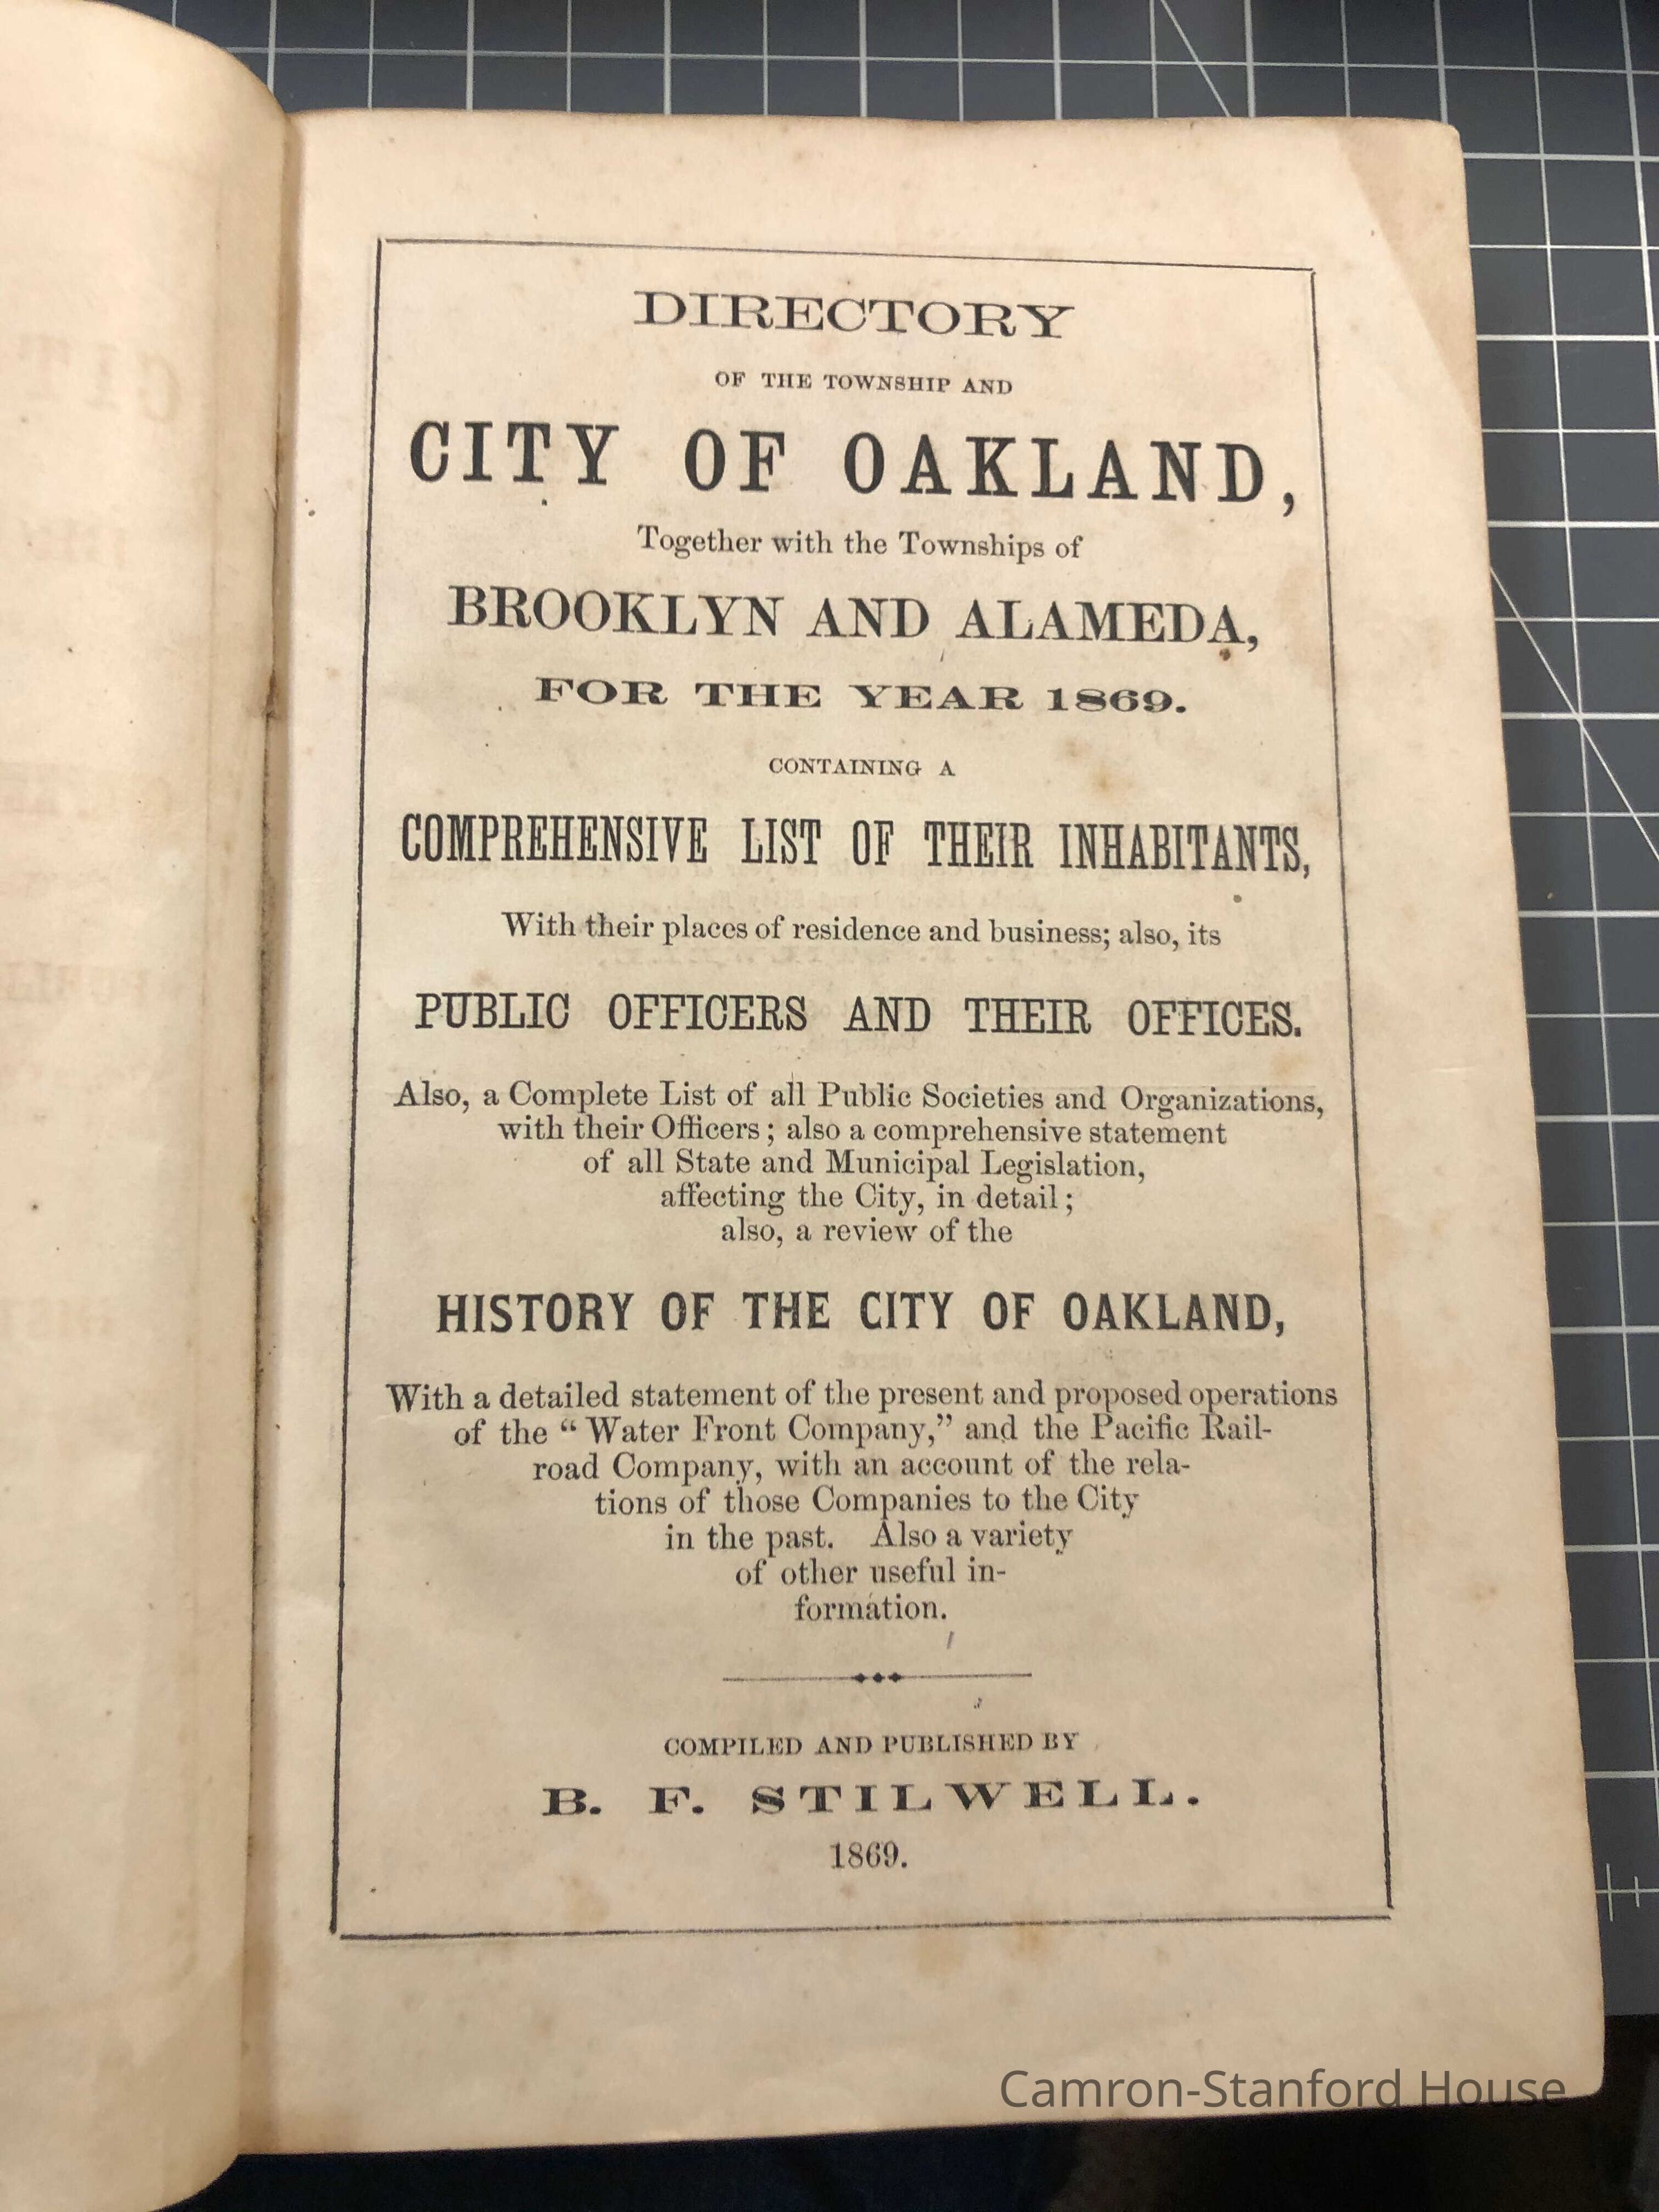 DIRECTORY
OF THE TOWNSHIP AND
CITY OF OAKLAND,
Together with the Townships of
BROOKLYN AND ALAMEDA,
FOR THE YEAR 1869.
CONTAINING A
COMPREHENSIVE LIST OF THEIR INHABITANTS,
With their places of residence and business; also, its
PUBLIC OFFICERS AND THEIR OFFICES.
Also, a Complete List of all Public Societies and Organizations,
with their Officers; also a comprehensive statement
of all State and Municipal Legislation,
affecting the City, in detail;
also, a review of the
HISTORY OF THE CITY OF OAKLAND,
With a detailed statement of the present and proposed operations
of the “Water Front Company,” and the Pacific Rail-
road Company, with an account of the rela-
tions of those Companies to the City
in the past. Also a variety
of other useful in-
formation.
COMPILED AND PUBLISHED BY
B. F. STILWELL.
1869.
Camron-Stanford House